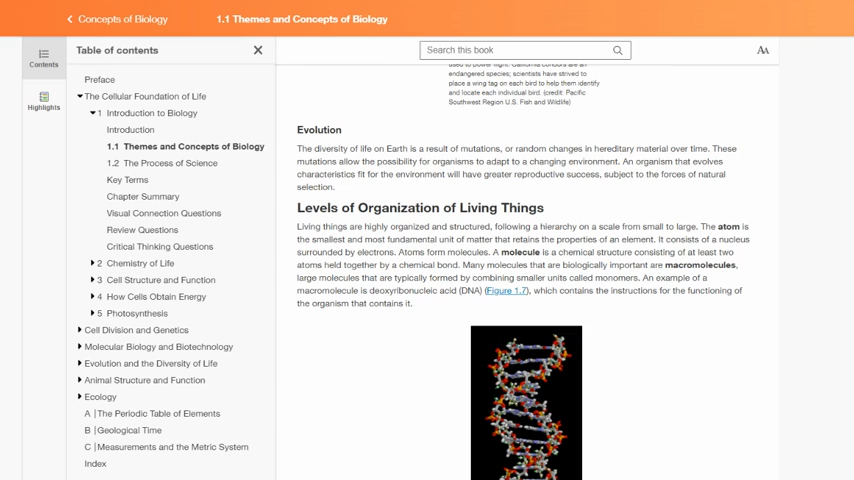 Concepts of Biology
1.1 Themes and Concepts of Biology
Contents
Highlights
Table of contents
Preface
The Cellular Foundation of Life
1 Introduction to Biology
Introduction
1.1 Themes and Concepts of Biology
1.2 The Process of Science
Key Terms
Chapter Summary
Visual Connection Questions
Review Questions
Critical Thinking Questions
2 Chemistry of Life
3 Cell Structure and Function
4 How Cells Obtain Energy
5 Photosynthesis
Cell Division and Genetics
Molecular Biology and Biotechnology
Evolution and the Diversity of Life
Animal Structure and Function
Ecology
A | The Periodic Table of Elements
B | Geological Time
C | Measurements and the Metric System
Index
Search this book
AA
used to power flight. California condors are an
endangered species; scientists have strived to
place a wing tag on each bird to help them identify
and locate each individual bird. (credit: Pacific
Southwest Region U.S. Fish and Wildlife)
Evolution
The diversity of life on Earth is a result of mutations, or random changes in hereditary material over time. These
mutations allow the possibility for organisms to adapt to a changing environment. An organism that evolves
characteristics fit for the environment will have greater reproductive success, subject to the forces of natural
selection.
Levels of Organization of Living Things
Living things are highly organized and structured, following a hierarchy on a scale from small to large. The atom is
the smallest and most fundamental unit of matter that retains the properties of an element. It consists of a nucleus
surrounded by electrons. Atoms form molecules. A molecule is a chemical structure consisting of at least two
atoms held together by a chemical bond. Many molecules that are biologically important are macromolecules,
large molecules that are typically formed by combining smaller units called monomers. An example of a
macromolecule is deoxyribonucleic acid (DNA) (Figure 1.7), which contains the instructions for the functioning of
the organism that contains it.